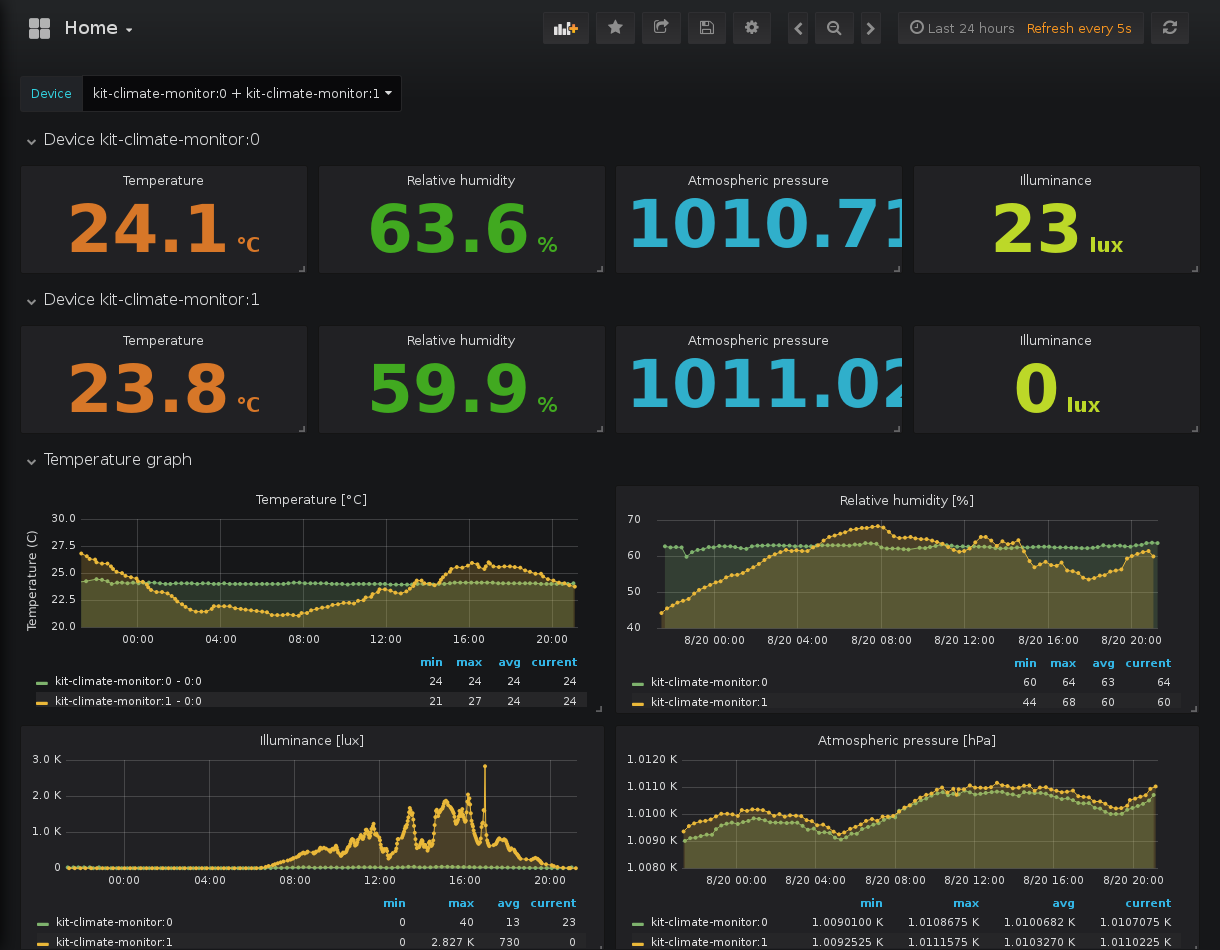 Home
Last 24 hours Refresh every 5s
Device kit-climate-monitor:0 + kit-climate-monitor:1
Device kit-climate-monitor:0
Temperature Relative humidity Atmospheric pressure Illuminance
24.1 °C 63.6 % 1010.71 23 lux
Device kit-climate-monitor:1
Temperature Relative humidity Atmospheric pressure Illuminance
23.8 °C 59.9 % 1011.02 0 lux
Temperature graph
Temperature [°C]
Temperature (C)
30.0
27.5
25.0
22.5
20.0
00:00 04:00 08:00 12:00 16:00 20:00
min max avg current
kit-climate-monitor:0 - 0:0 24 24 24 24
kit-climate-monitor:1 - 0:0 21 27 24 24
Relative humidity [%]
70
60
50
40
8/20 00:00 8/20 04:00 8/20 08:00 8/20 12:00 8/20 16:00 8/20 20:00
min max avg current
kit-climate-monitor:0 60 64 63 64
kit-climate-monitor:1 44 68 60 60
Illuminance [lux]
3.0 K
2.0 K
1.0 K
0
00:00 04:00 08:00 12:00 16:00 20:00
min max avg current
kit-climate-monitor:0 0 40 13 23
kit-climate-monitor:1 0 2.827 K 730 0
Atmospheric pressure [hPa]
1.0120 K
1.0110 K
1.0100 K
1.0090 K
1.0080 K
8/20 00:00 8/20 04:00 8/20 08:00 8/20 12:00 8/20 16:00 8/20 20:00
min max avg current
kit-climate-monitor:0 1.0090100 K 1.0108675 K 1.0100682 K 1.0107075 K
kit-climate-monitor:1 1.0092525 K 1.0111575 K 1.0103270 K 1.0110225 K